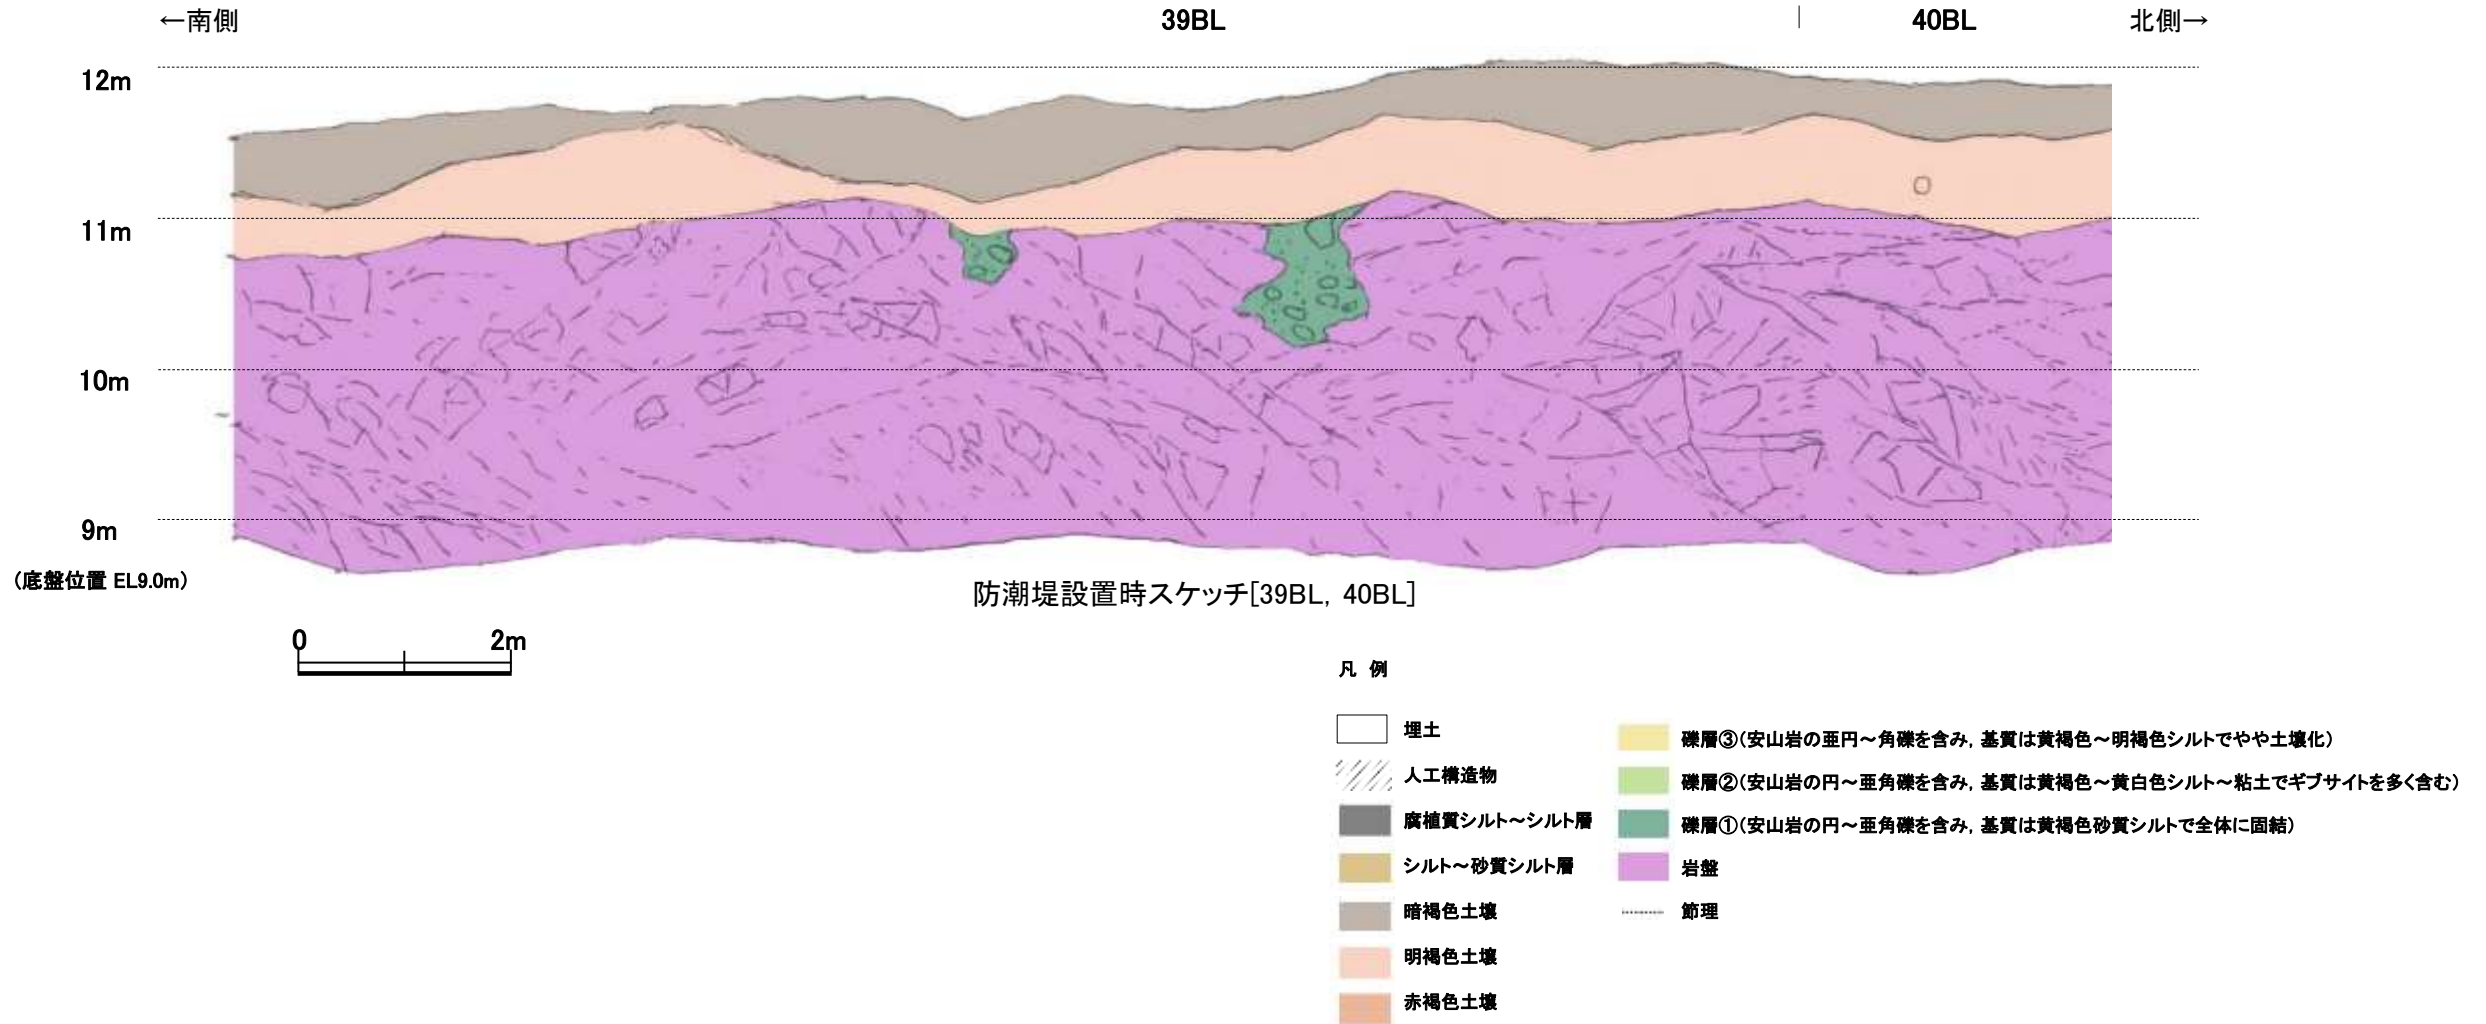 ←南側
39BL
40BL
北側→
12m
11m
10m
9m
(底盤位置 EL9.0m)
防潮堤設置時スケッチ[39BL, 40BL]
0
2m
凡 例
埋土
人工構造物
腐植質シルト～シルト層
シルト～砂質シルト層
暗褐色土壌
明褐色土壌
赤褐色土壌
礫層③(安山岩の亜円～角礫を含み, 基質は黄褐色～明褐色シルトでやや土壌化)
礫層②(安山岩の円～亜角礫を含み, 基質は黄褐色～黄白色シルト～粘土でギブサイトを多く含む)
礫層①(安山岩の円～亜角礫を含み, 基質は黄褐色砂質シルトで全体に固結)
岩盤
節理